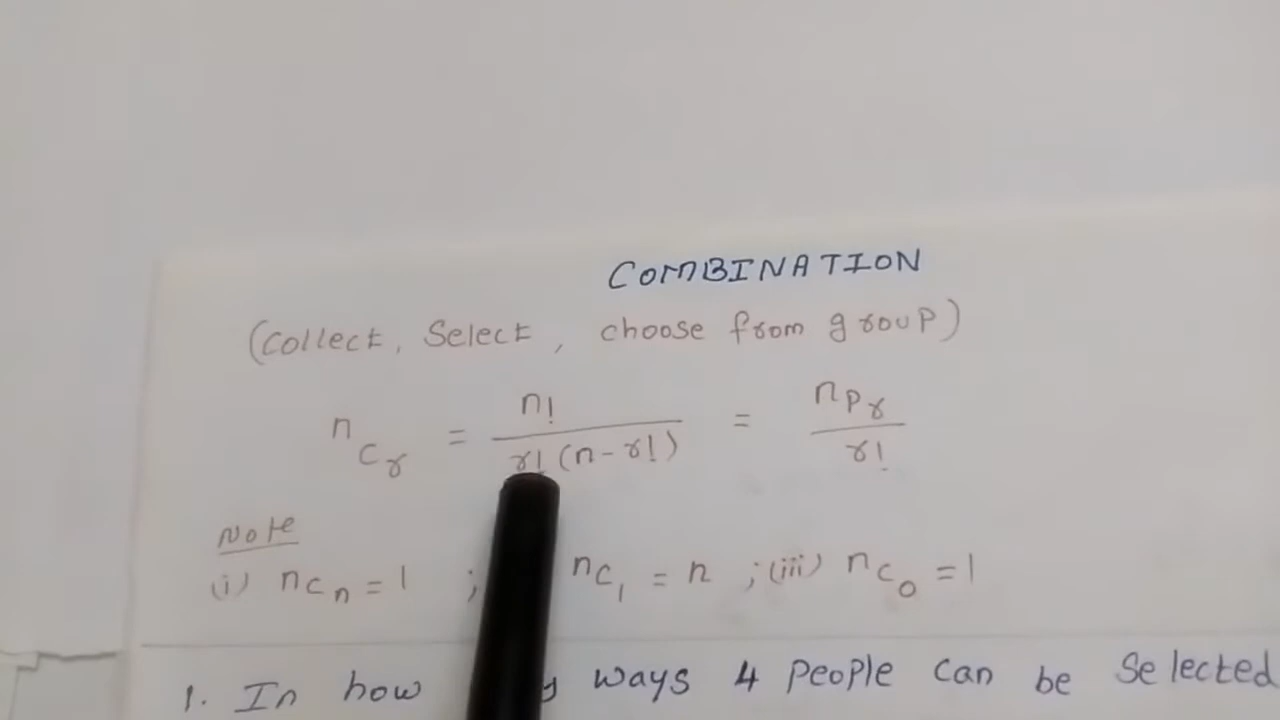 COMBINATION
(Collect, Select, choose from group)
nCr = n! / r!(n-r!) = nPr / r!
Note
(i) nCn = 1 ; nC1 = n ; (iii) nC0 = 1
1. In how ways 4 people can be Selected